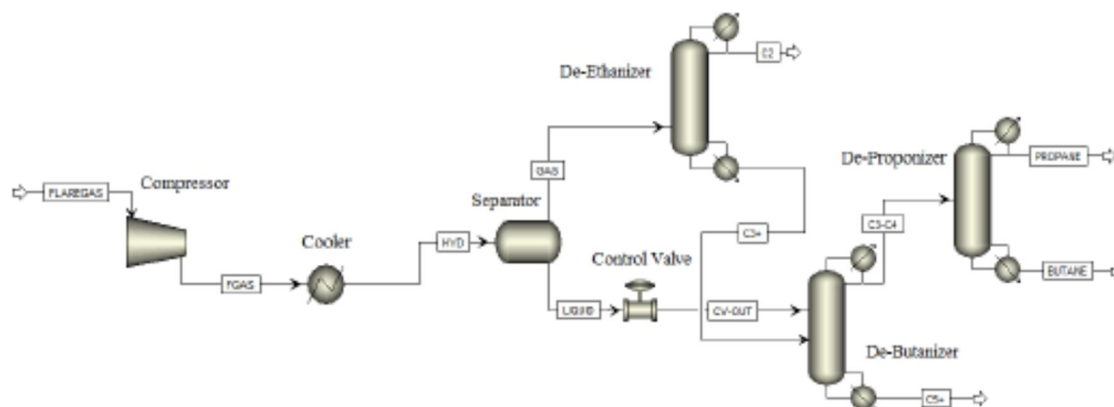 De-Ethanizer
C2
De-Proponizer
PROPANE
FLAREGAS
Compressor
GAS
Separator
C3-C4
Cooler
HYD
C3+
Control Valve
BUTANE
FGAS
LIQUID
CV-OUT
De-Butanizer
C5+